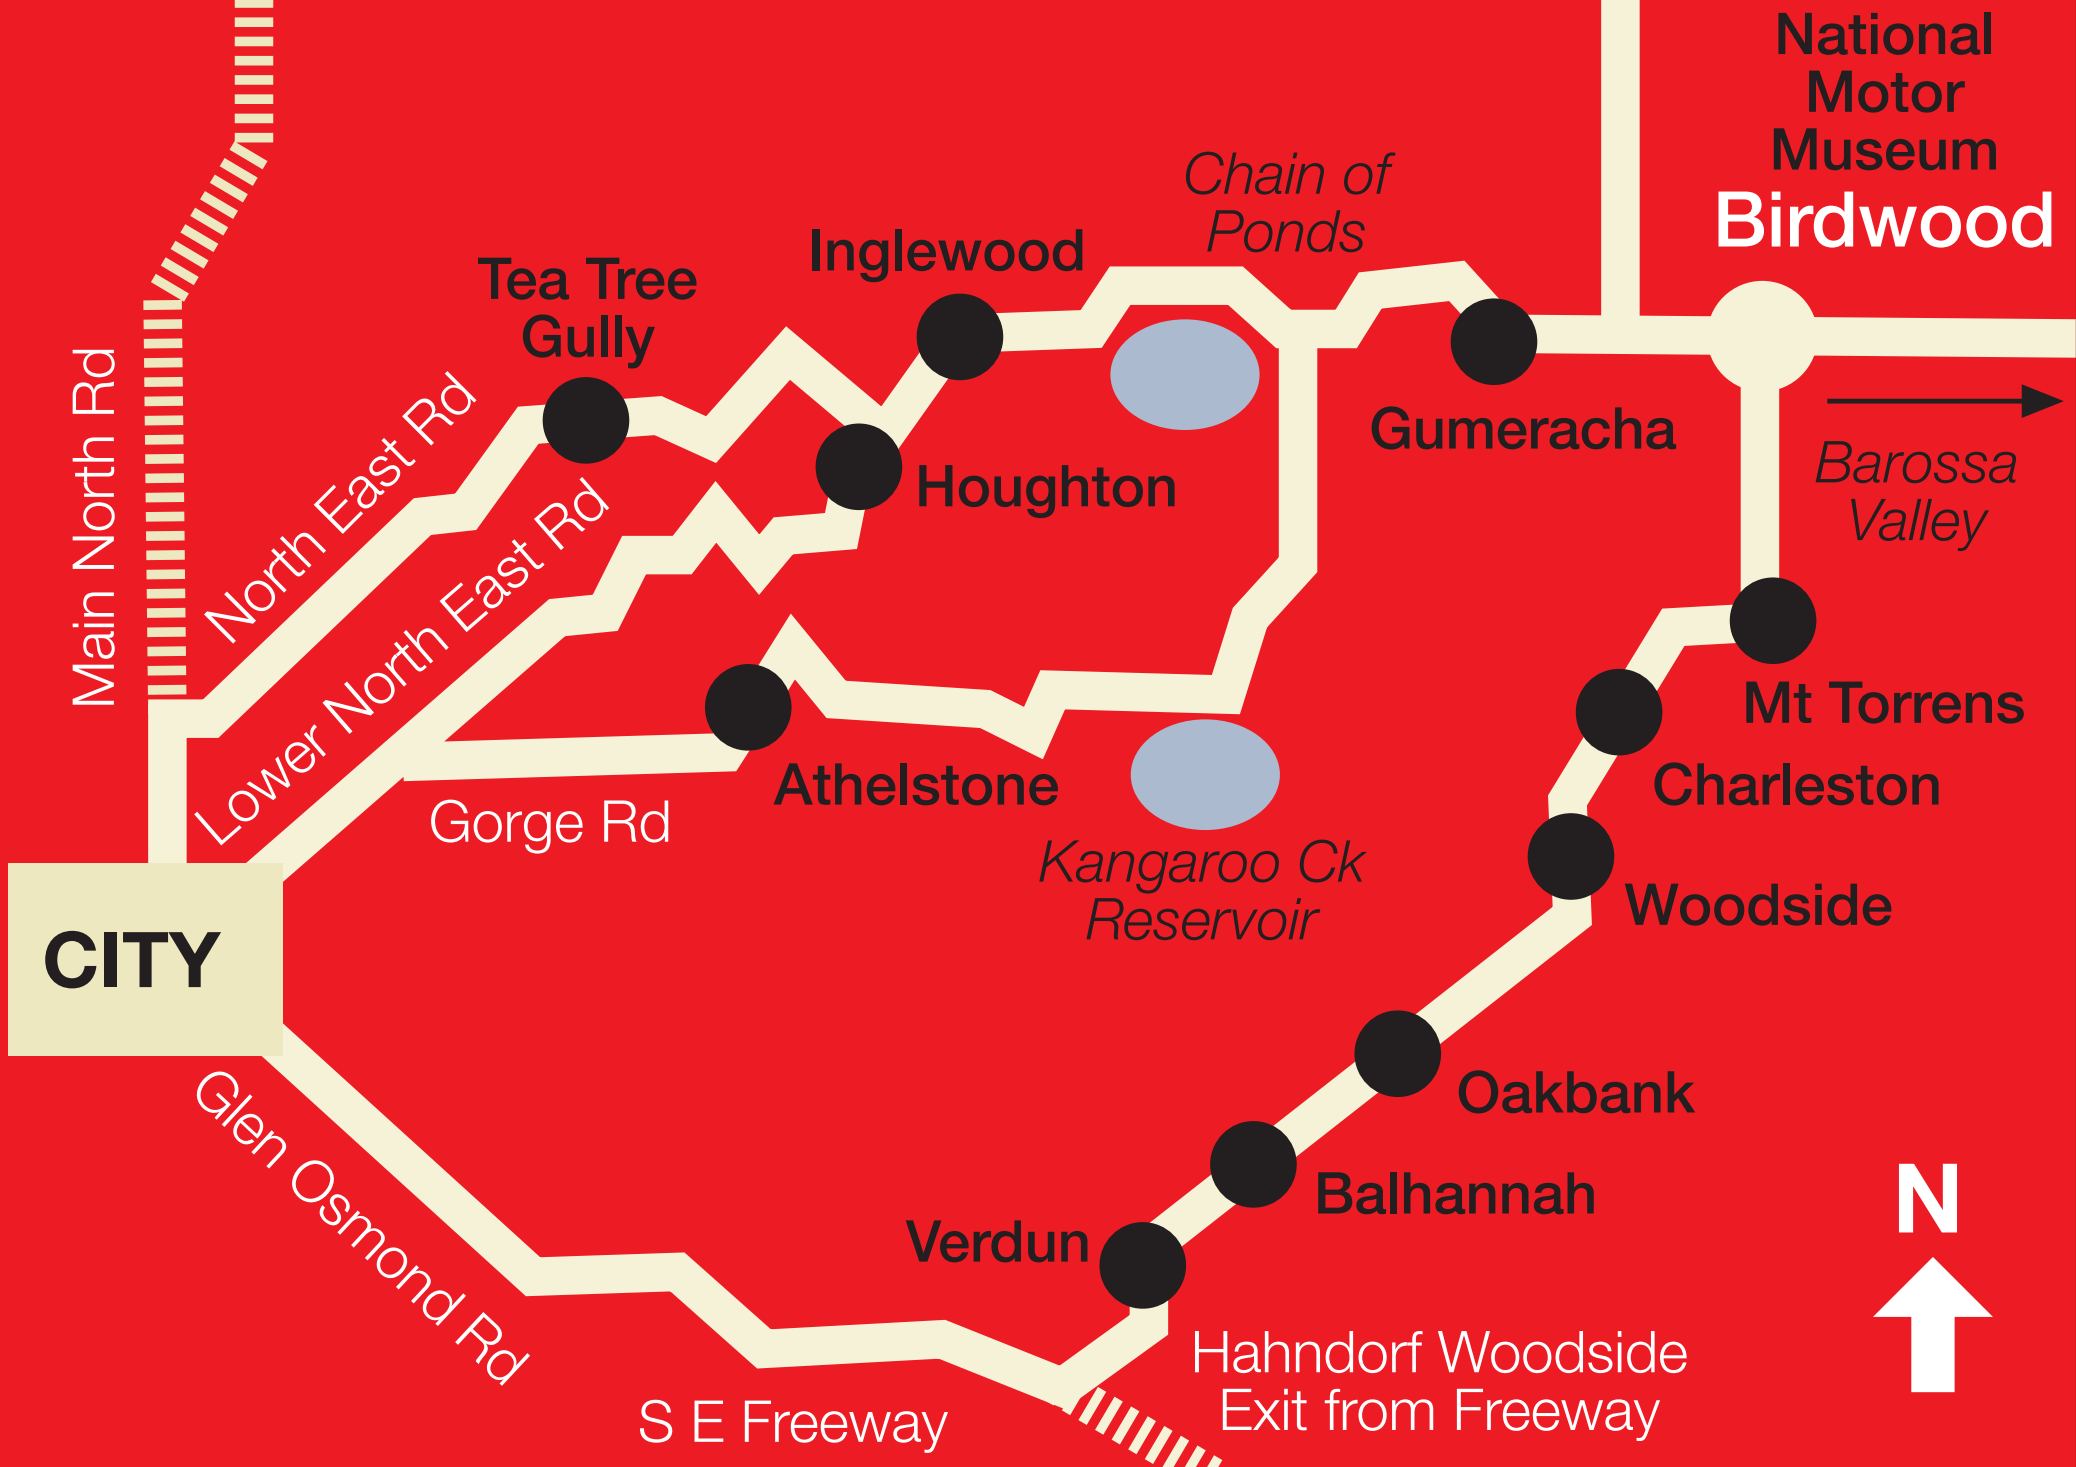 National
Motor
Museum
Birdwood
Chain of
Ponds
Inglewood
Tea Tree
Gully
Main North Rd
North East Rd
Lower North East Rd
Houghton
Gumeracha
Barossa
Valley
Mt Torrens
Athelstone
Charleston
Gorge Rd
Kangaroo Ck
Reservoir
Woodside
CITY
Oakbank
Glen Osmond Rd
Balhannah
N
Verdun
Hahndorf Woodside
Exit from Freeway
S E Freeway